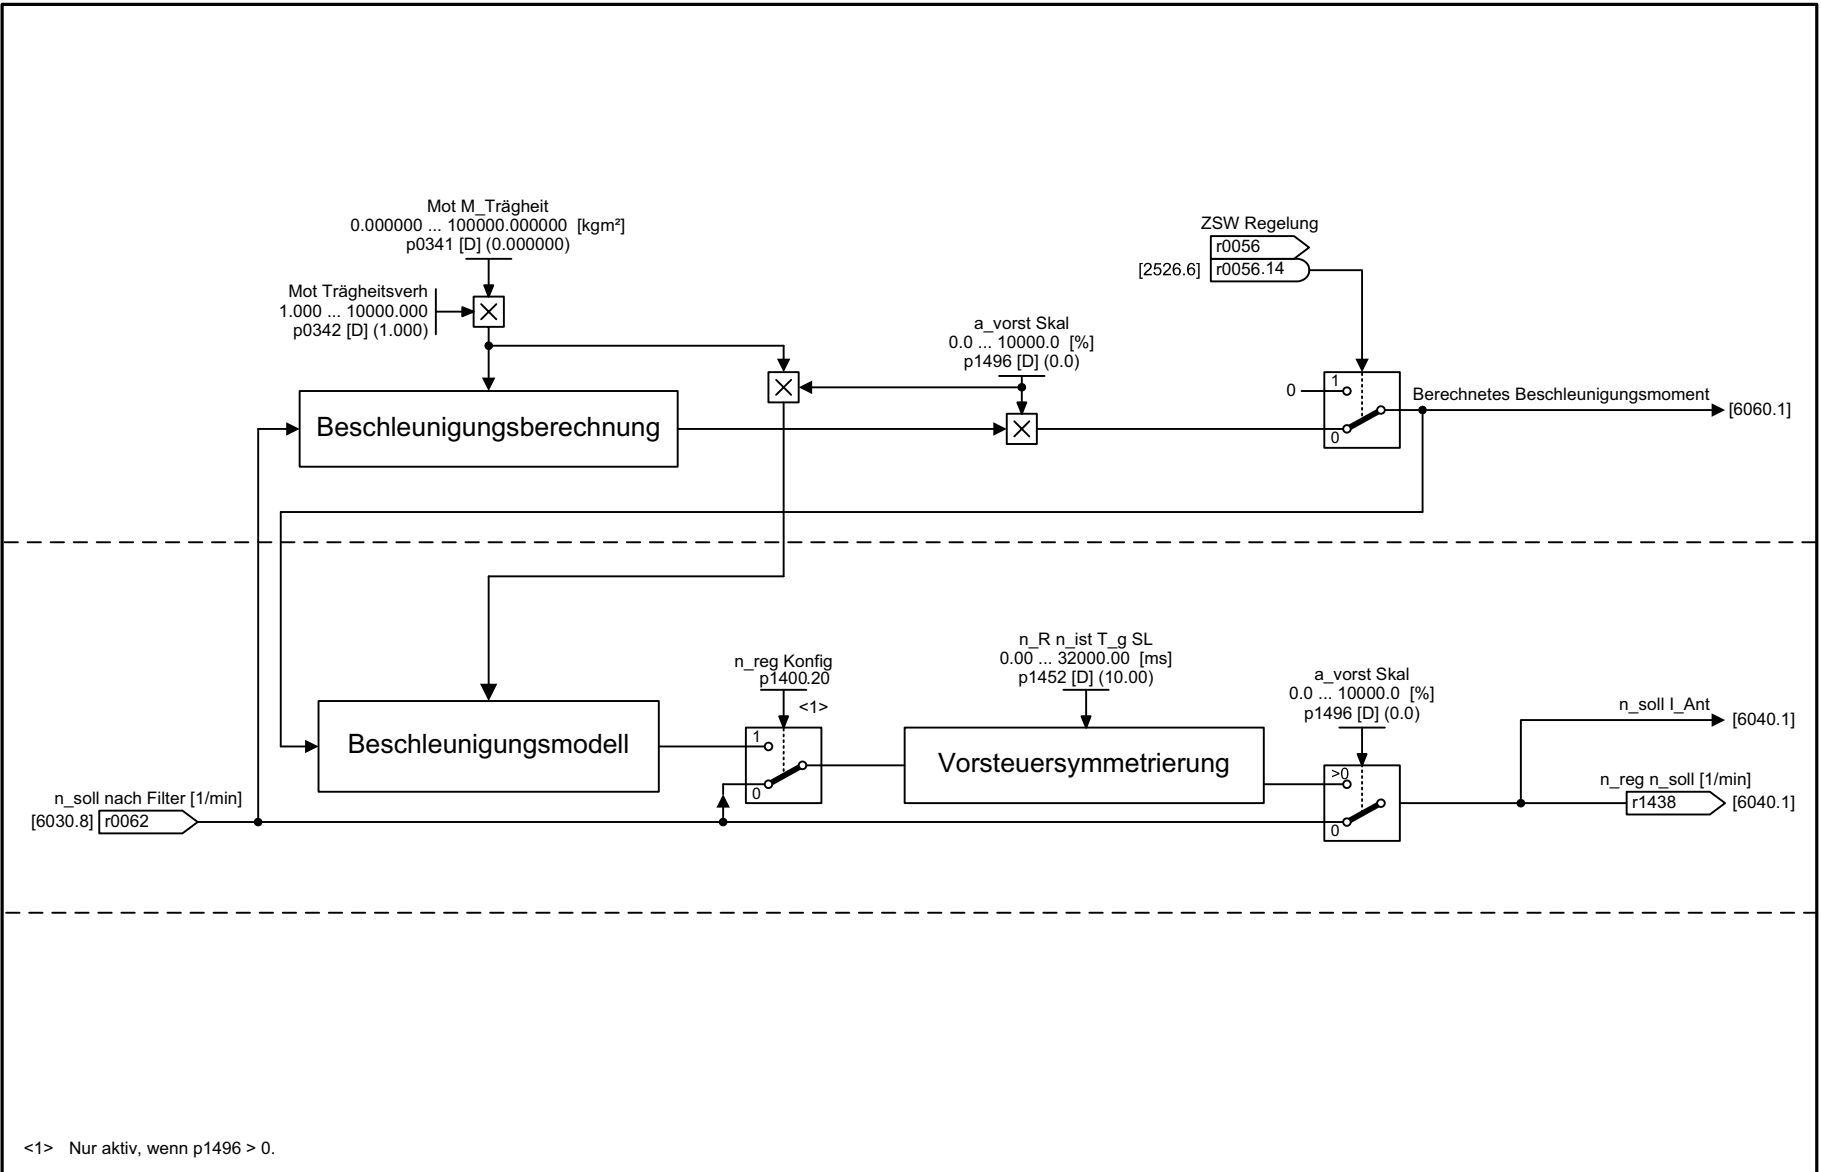 Mot M_Trägheit
0.000000 ... 100000.000000 [kgm²]
p0341 [D] (0.000000)
Mot Trägheitsverh
1.000 ... 10000.000
p0342 [D] (1.000)
ZSW Regelung
r0056
[2526.6] r0056.14
a_vorst Skal
0.0 ... 10000.0 [%]
p1496 [D] (0.0)
Beschleunigungsberechnung
1
0
0
Berechnetes Beschleunigungsmoment
[6060.1]
n_reg Konfig
p1400.20
<1>
n_R n_ist T_g SL
0.00 ... 32000.00 [ms]
p1452 [D] (10.00)
a_vorst Skal
0.0 ... 10000.0 [%]
p1496 [D] (0.0)
Beschleunigungsmodell
1
0
Vorsteuersymmetrierung
>0
0
n_soll I_Ant
[6040.1]
n_reg n_soll [1/min]
r1438 [6040.1]
n_soll nach Filter [1/min]
[6030.8] r0062
<1> Nur aktiv, wenn p1496 > 0.